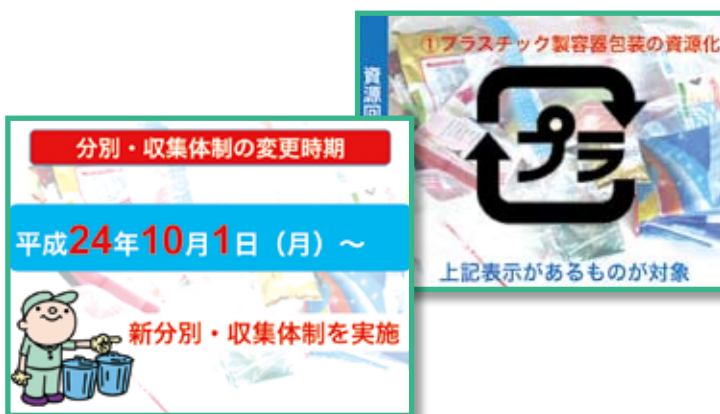 ①プラスチック製容器包装の資源化
資源回
プラ
上記表示があるものが対象
分別・収集体制の変更時期
平成24年10月1日（月）～
新分別・収集体制を実施